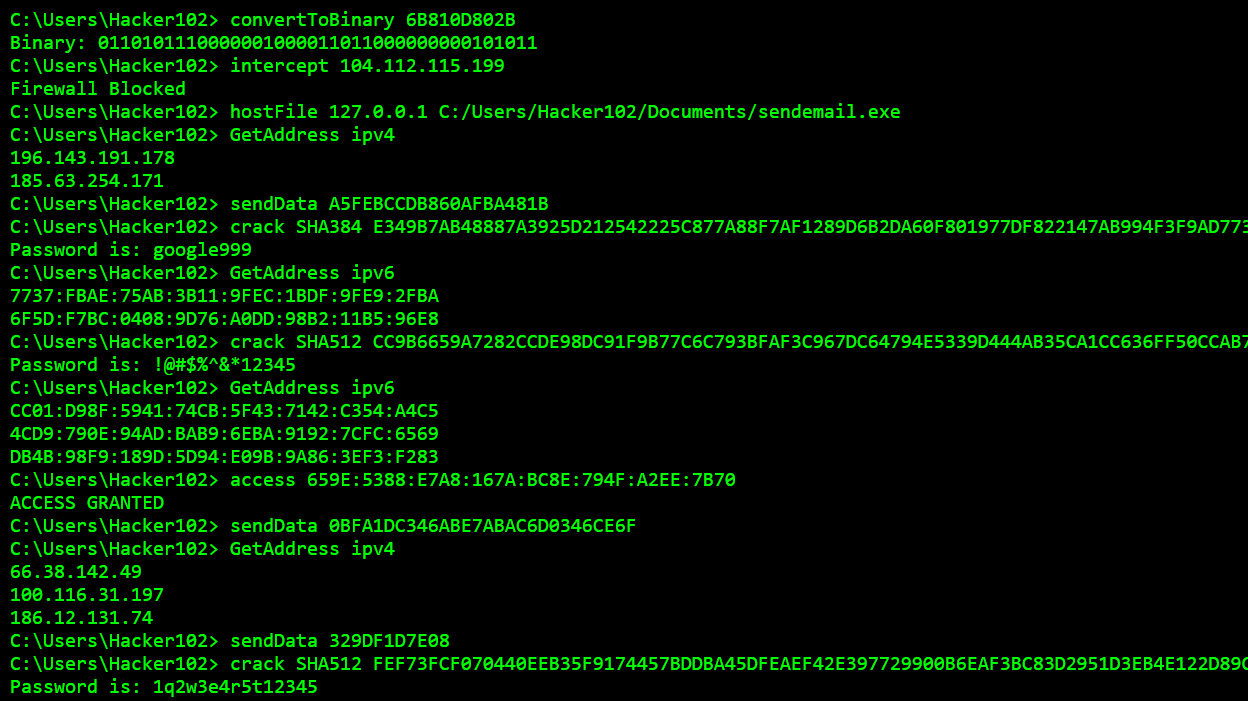 C:\Users\Hacker102> convertToBinary 6B810D802B
Binary: 0110101110000001000011011000000000101011
C:\Users\Hacker102> intercept 104.112.115.199
Firewall Blocked
C:\Users\Hacker102> hostFile 127.0.0.1 C:/Users/Hacker102/Documents/sendemail.exe
C:\Users\Hacker102> GetAddress ipv4
196.143.191.178
185.63.254.171
C:\Users\Hacker102> sendData A5FEBCCDB860AFBA481B
C:\Users\Hacker102> crack SHA384 E349B7AB48887A3925D212542225C877A88F7AF1289D6B2DA60F801977DF822147AB994F3F9AD773
Password is: google999
C:\Users\Hacker102> GetAddress ipv6
7737:FBAE:75AB:3B11:9FEC:1BDF:9FE9:2FBA
6F5D:F7BC:0408:9D76:A0DD:98B2:11B5:96E8
C:\Users\Hacker102> crack SHA512 CC9B6659A7282CCDE98DC91F9B77C6C793BFAF3C967DC64794E5339D444AB35CA1CC636FF50CCAB7
Password is: !@#$%^&*12345
C:\Users\Hacker102> GetAddress ipv6
CC01:D98F:5941:74CB:5F43:7142:C354:A4C5
4CD9:790E:94AD:BAB9:6EBA:9192:7CFC:6569
DB4B:98F9:189D:5D94:E09B:9A86:3EF3:F283
C:\Users\Hacker102> access 659E:5388:E7A8:167A:BC8E:794F:A2EE:7B70
ACCESS GRANTED
C:\Users\Hacker102> sendData 0BFA1DC346ABE7ABAC6D0346CE6F
C:\Users\Hacker102> GetAddress ipv4
66.38.142.49
100.116.31.197
186.12.131.74
C:\Users\Hacker102> sendData 329DF1D7E08
C:\Users\Hacker102> crack SHA512 FEF73FCF070440EEB35F9174457BDDBA45DFEAEF42E397729900B6EAF3BC83D2951D3EB4E122D89C
Password is: 1q2w3e4r5t12345